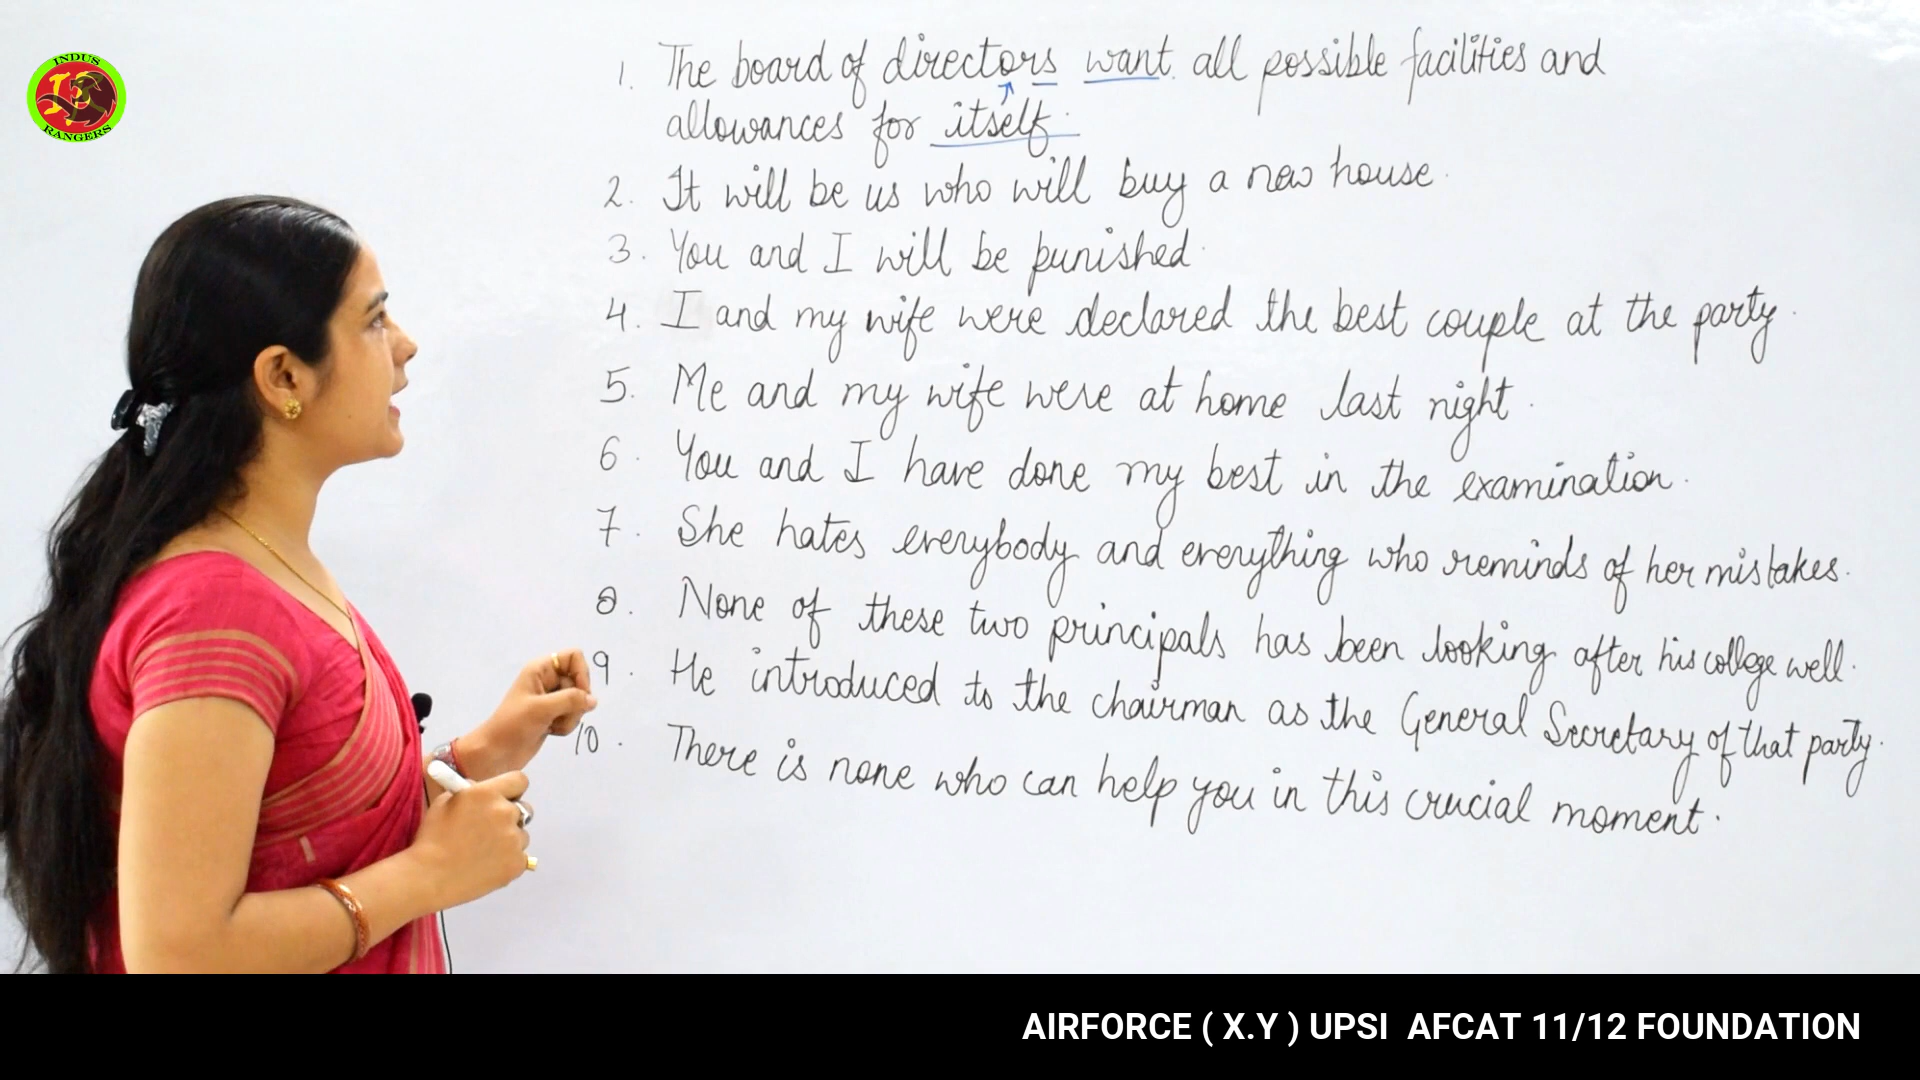 INDUS
IR
RANGERS
1. The board of directors want all possible facilities and
allowances for itself.
2. It will be us who will buy a new house.
3. You and I will be punished.
4. I and my wife were declared the best couple at the party.
5. Me and my wife were at home last night.
6. You and I have done my best in the examination.
7. She hates everybody and everything who reminds of her mistakes.
8. None of these two principals has been looking after his college well.
9. He introduced to the chairman as the General Secretary of that party.
10. There is none who can help you in this crucial moment.
AIRFORCE ( X.Y ) UPSI AFCAT 11/12 FOUNDATION